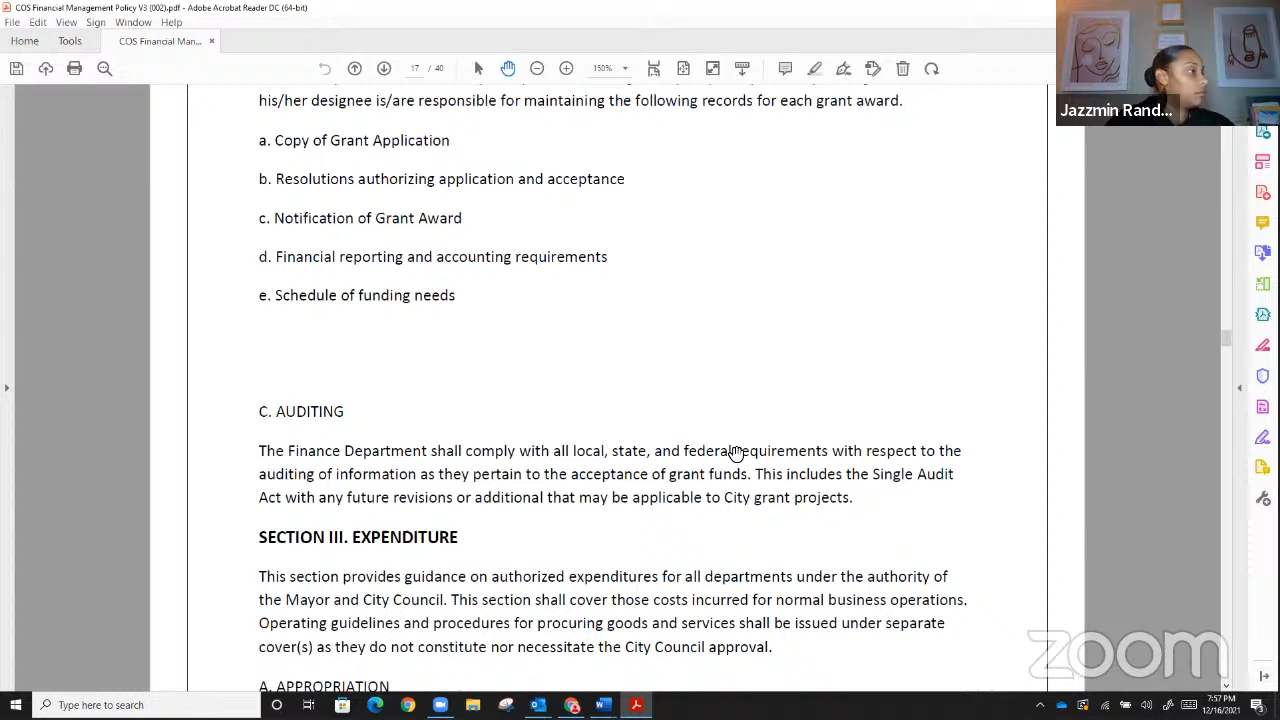 COS Financial Management Policy V3 (002).pdf - Adobe Acrobat Reader DC (64-bit)
File Edit View Sign Window Help
Home Tools COS Financial Man... ×
17 / 40 150%
Jazzmin Rand...
his/her designee is/are responsible for maintaining the following records for each grant award.
a. Copy of Grant Application
b. Resolutions authorizing application and acceptance
c. Notification of Grant Award
d. Financial reporting and accounting requirements
e. Schedule of funding needs
C. AUDITING
The Finance Department shall comply with all local, state, and federal requirements with respect to the
auditing of information as they pertain to the acceptance of grant funds. This includes the Single Audit
Act with any future revisions or additional that may be applicable to City grant projects.
SECTION III. EXPENDITURE
This section provides guidance on authorized expenditures for all departments under the authority of
the Mayor and City Council. This section shall cover those costs incurred for normal business operations.
Operating guidelines and procedures for procuring goods and services shall be issued under separate
cover(s) as they do not constitute nor necessitate the City Council approval.
A. APPROPRIATION
zoom
Type here to search
7:57 PM
12/16/2021